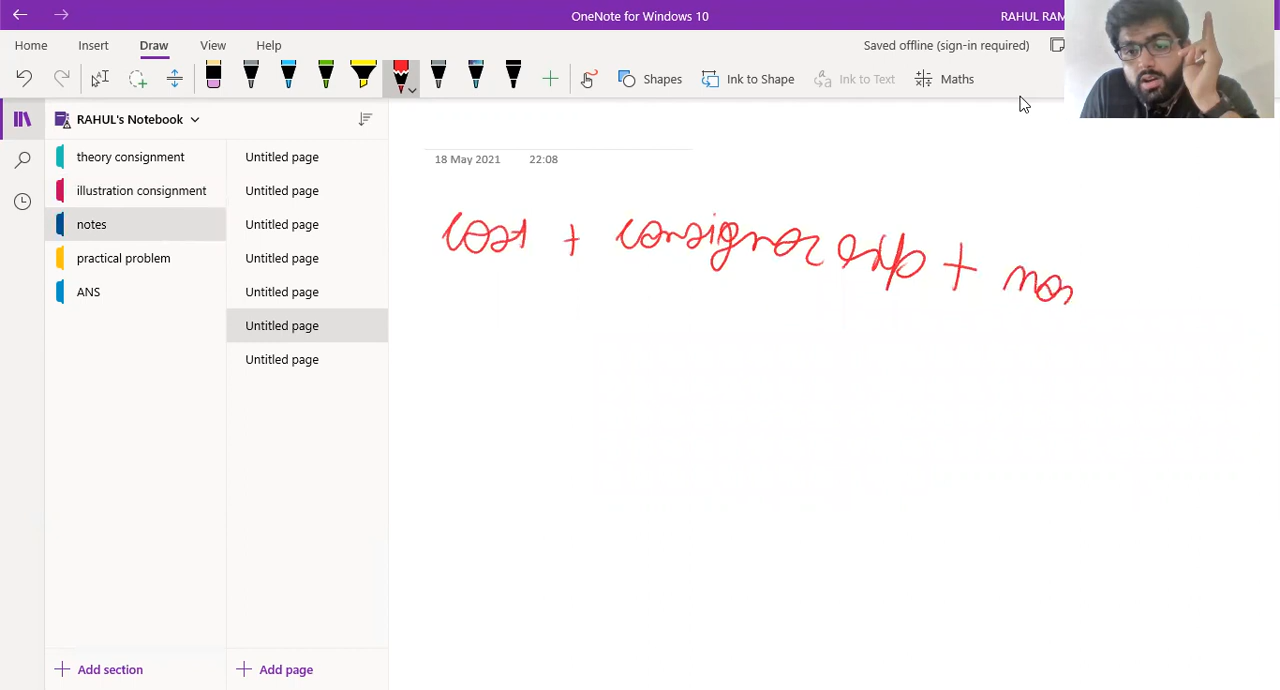 OneNote for Windows 10
RAHUL RAM
Home Insert Draw View Help
Saved offline (sign-in required)
Shapes Ink to Shape Ink to Text Maths
RAHUL's Notebook
theory consignment
illustration consignment
notes
practical problem
ANS
Untitled page
Untitled page
Untitled page
Untitled page
Untitled page
Untitled page
Untitled page
18 May 2021 22:08
cost + consignor exp + non
Add section
Add page